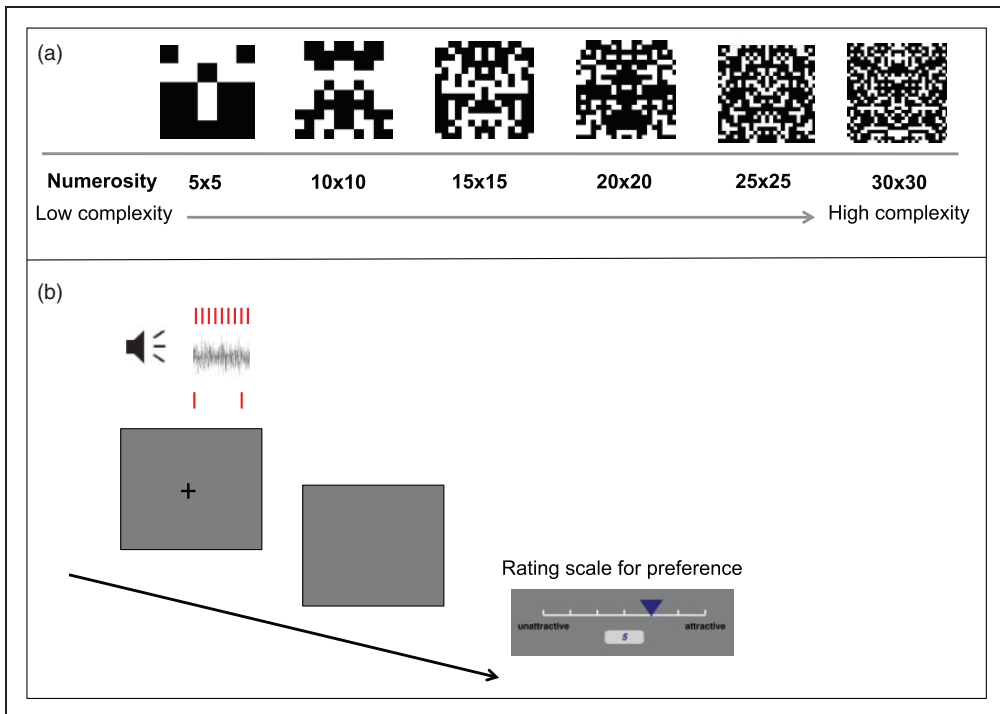 (a)
Numerosity 5x5 10x10 15x15 20x20 25x25 30x30
Low complexity High complexity
(b)
Rating scale for preference
unattractive attractive
5